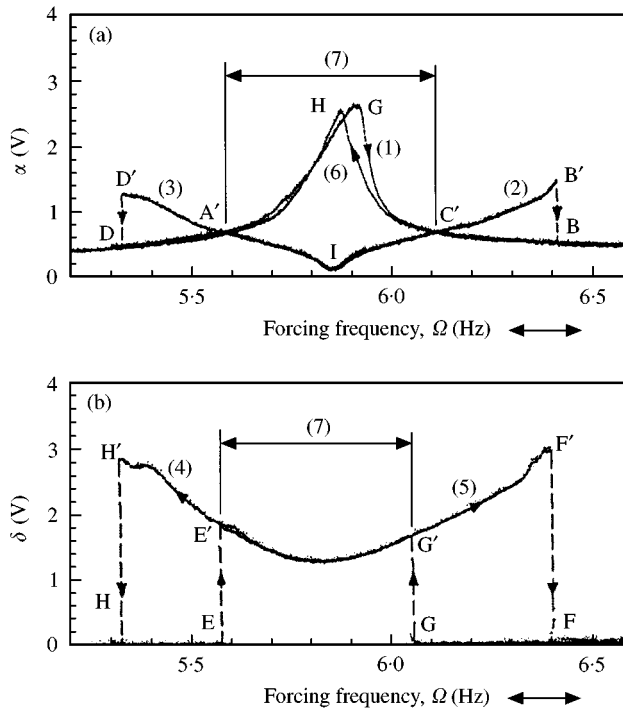 (a)
(7)
H G
(1)
(6)
D′ (3) A′ C′ (2) B′
D I B
α (V)
4
3
2
1
0
5·5 6·0 6·5
Forcing frequency, Ω (Hz)
(b)
(7)
H′ (4) F′
(5)
E′ G′
H E G F
δ (V)
4
3
2
1
0
5·5 6·0 6·5
Forcing frequency, Ω (Hz)